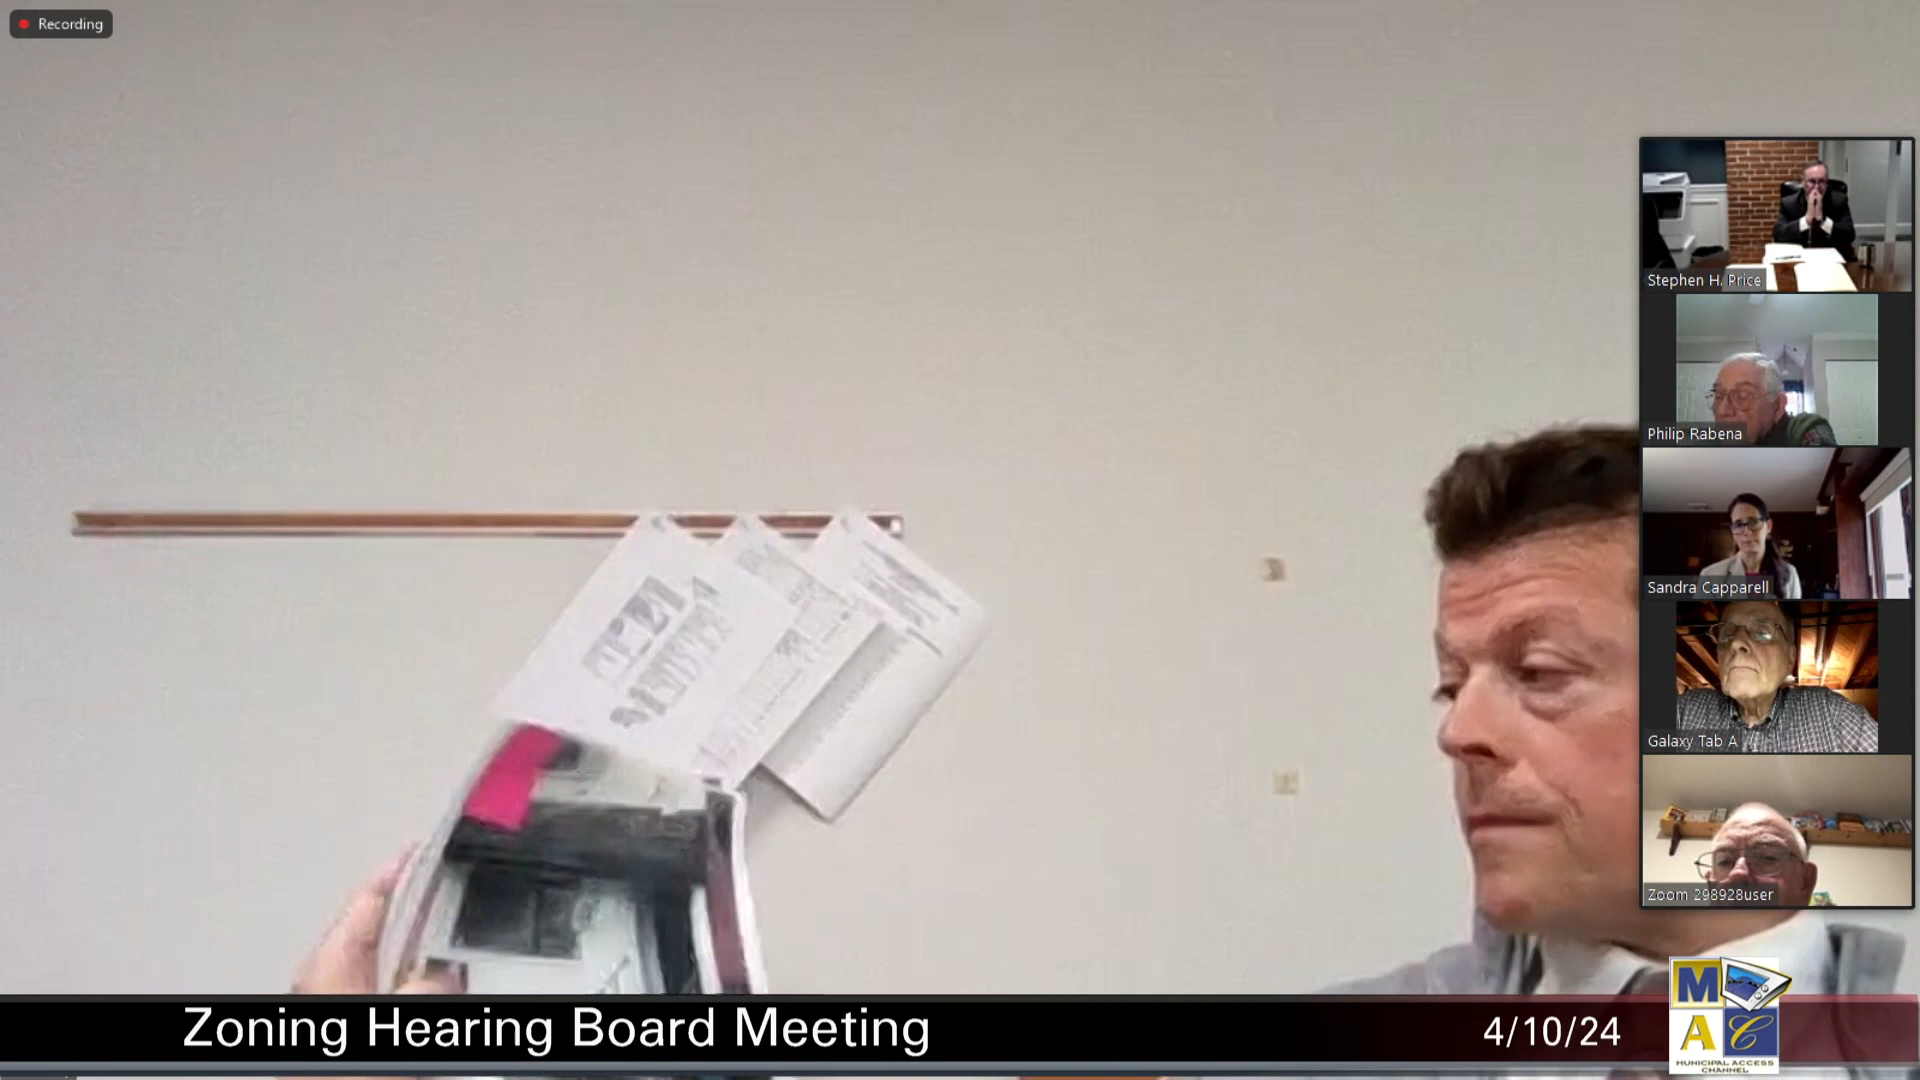 Recording
Stephen H. Price
Philip Rabena
Sandra Capparell
Galaxy Tab A
Zoom 298928user
Zoning Hearing Board Meeting
4/10/24
M
A C
MUNICIPAL ACCESS
CHANNEL